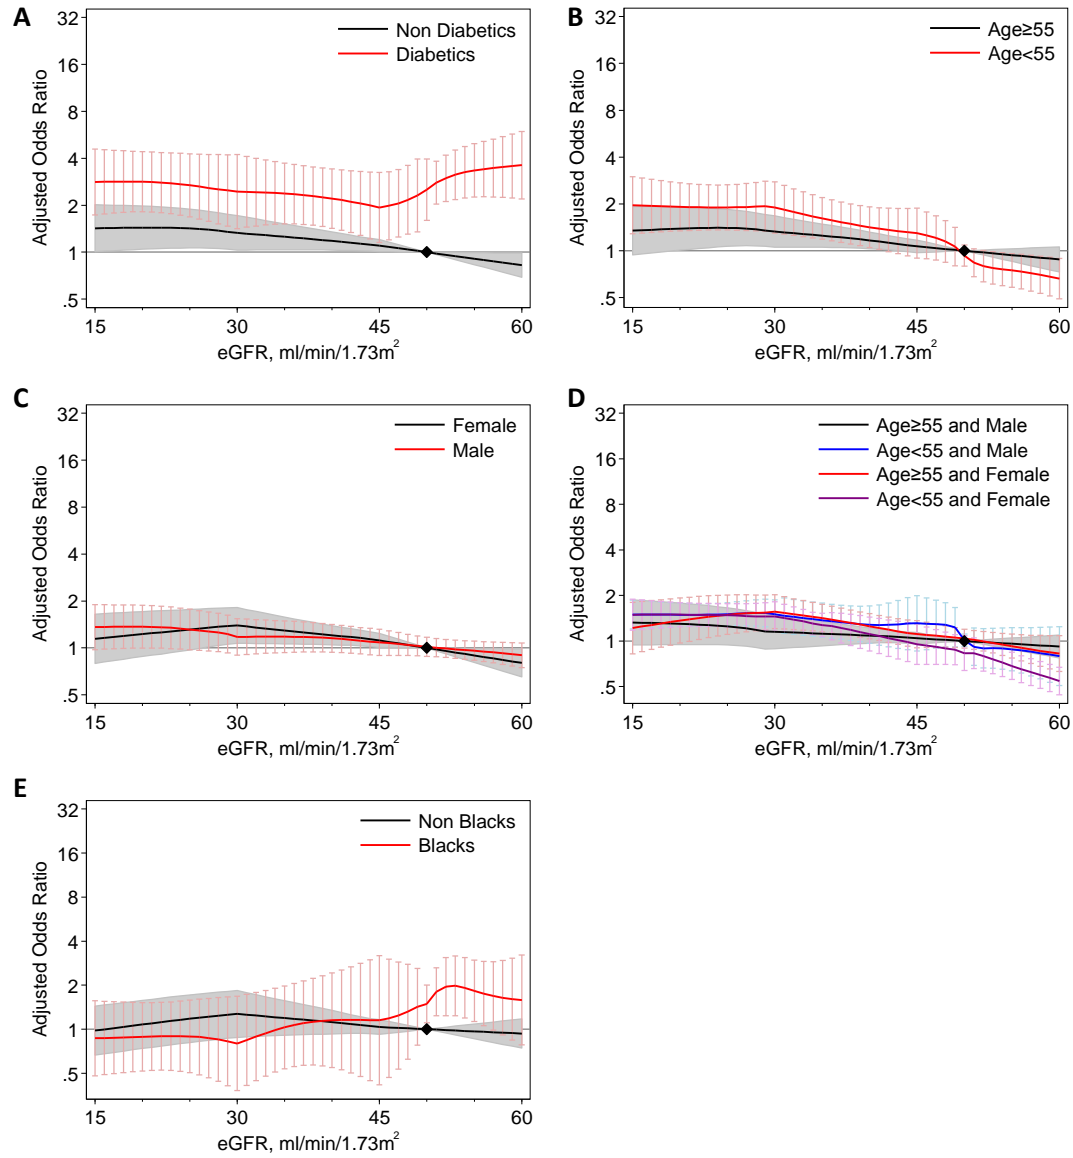 A
Adjusted Odds Ratio
32
16
8
4
2
1
.5
Non Diabetics
Diabetics
15
30
45
60
eGFR, ml/min/1.73m²
B
Adjusted Odds Ratio
32
16
8
4
2
1
.5
Age≥55
Age<55
15
30
45
60
eGFR, ml/min/1.73m²
C
Adjusted Odds Ratio
32
16
8
4
2
1
.5
Female
Male
15
30
45
60
eGFR, ml/min/1.73m²
D
Adjusted Odds Ratio
32
16
8
4
2
1
.5
Age≥55 and Male
Age<55 and Male
Age≥55 and Female
Age<55 and Female
15
30
45
60
eGFR, ml/min/1.73m²
E
Adjusted Odds Ratio
32
16
8
4
2
1
.5
Non Blacks
Blacks
15
30
45
60
eGFR, ml/min/1.73m²